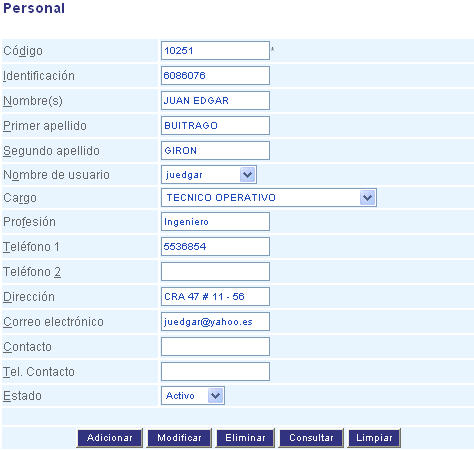 Personal
Código 10251 *
Identificación 6086076
Nombre(s) JUAN EDGAR
Primer apellido BUITRAGO
Segundo apellido GIRON
Nombre de usuario juedgar
Cargo TECNICO OPERATIVO
Profesión Ingeniero
Teléfono 1 5536854
Teléfono 2
Dirección CRA 47 # 11 - 56
Correo electrónico juedgar@yahoo.es
Contacto
Tel. Contacto
Estado Activo
Adicionar Modificar Eliminar Consultar Limpiar